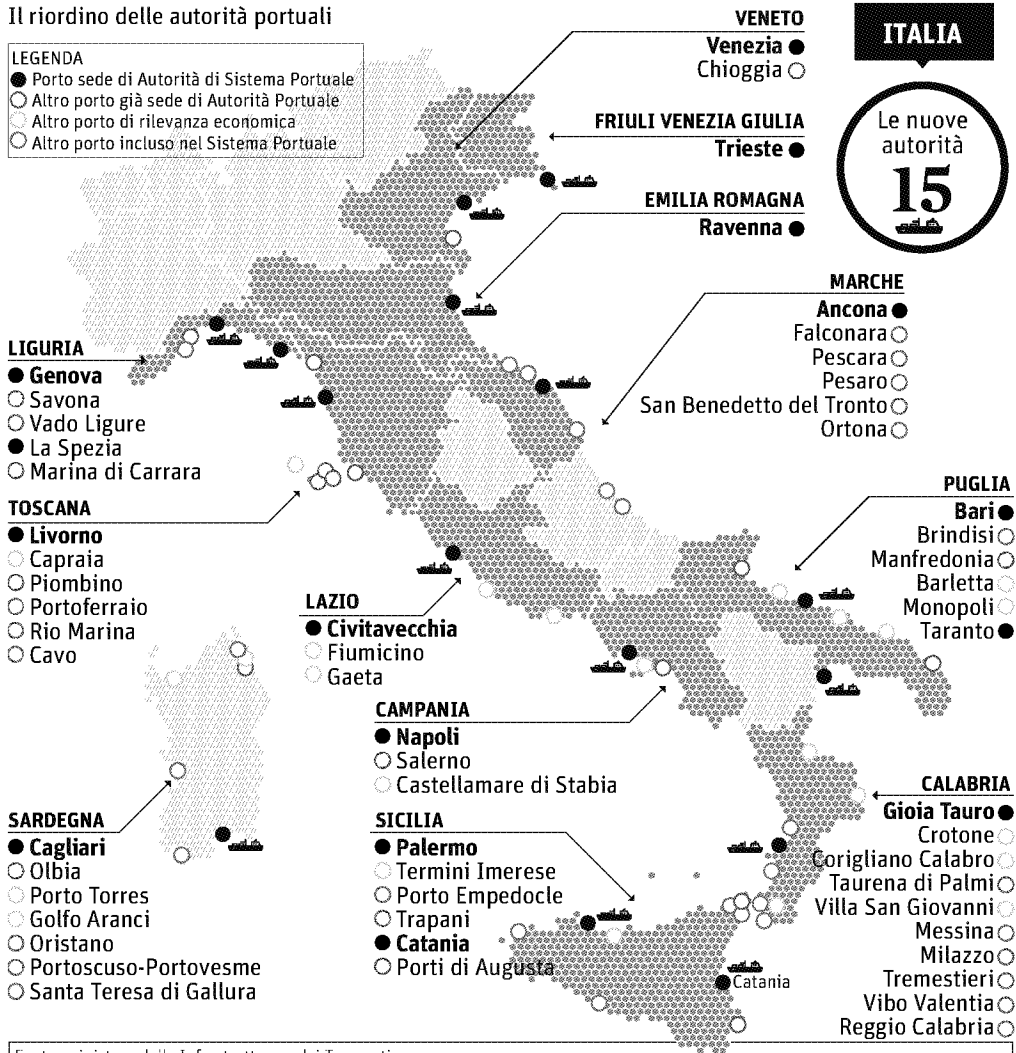 Il riordino delle autorità portuali
LEGENDA
Porto sede di Autorità di Sistema Portuale
Altro porto già sede di Autorità Portuale
Altro porto di rilevanza economica
Altro porto incluso nel Sistema Portuale
ITALIA
Le nuove
autorità
15
VENETO
Venezia
Chioggia
FRIULI VENEZIA GIULIA
Trieste
EMILIA ROMAGNA
Ravenna
MARCHE
Ancona
Falconara
Pescara
Pesaro
San Benedetto del Tronto
Ortona
LIGURIA
Genova
Savona
Vado Ligure
La Spezia
Marina di Carrara
TOSCANA
Livorno
Capraia
Piombino
Portoferraio
Rio Marina
Cavo
PUGLIA
Bari
Brindisi
Manfredonia
Barletta
Monopoli
Taranto
LAZIO
Civitavecchia
Fiumicino
Gaeta
CAMPANIA
Napoli
Salerno
Castellamare di Stabia
SARDEGNA
Cagliari
Olbia
Porto Torres
Golfo Aranci
Oristano
Portoscuso-Portovesme
Santa Teresa di Gallura
SICILIA
Palermo
Termini Imerese
Porto Empedocle
Trapani
Catania
Porti di Augusta
Catania
CALABRIA
Gioia Tauro
Crotone
Corigliano Calabro
Taurena di Palmi
Villa San Giovanni
Messina
Milazzo
Tremestieri
Vibo Valentia
Reggio Calabria